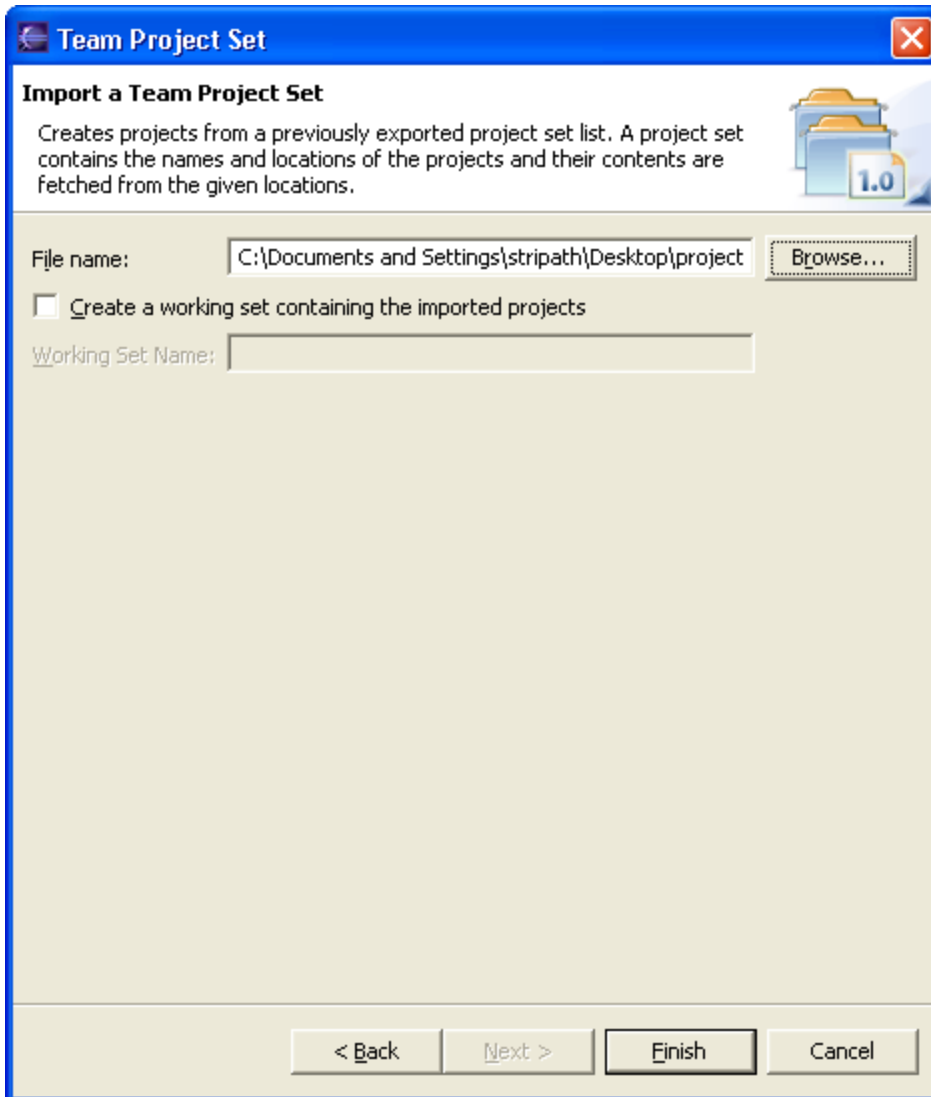 Team Project Set
Import a Team Project Set
Creates projects from a previously exported project set list. A project set
contains the names and locations of the projects and their contents are
fetched from the given locations.
1.0
File name: C:\Documents and Settings\stripath\Desktop\project Browse...
Create a working set containing the imported projects
Working Set Name:
< Back Next > Finish Cancel